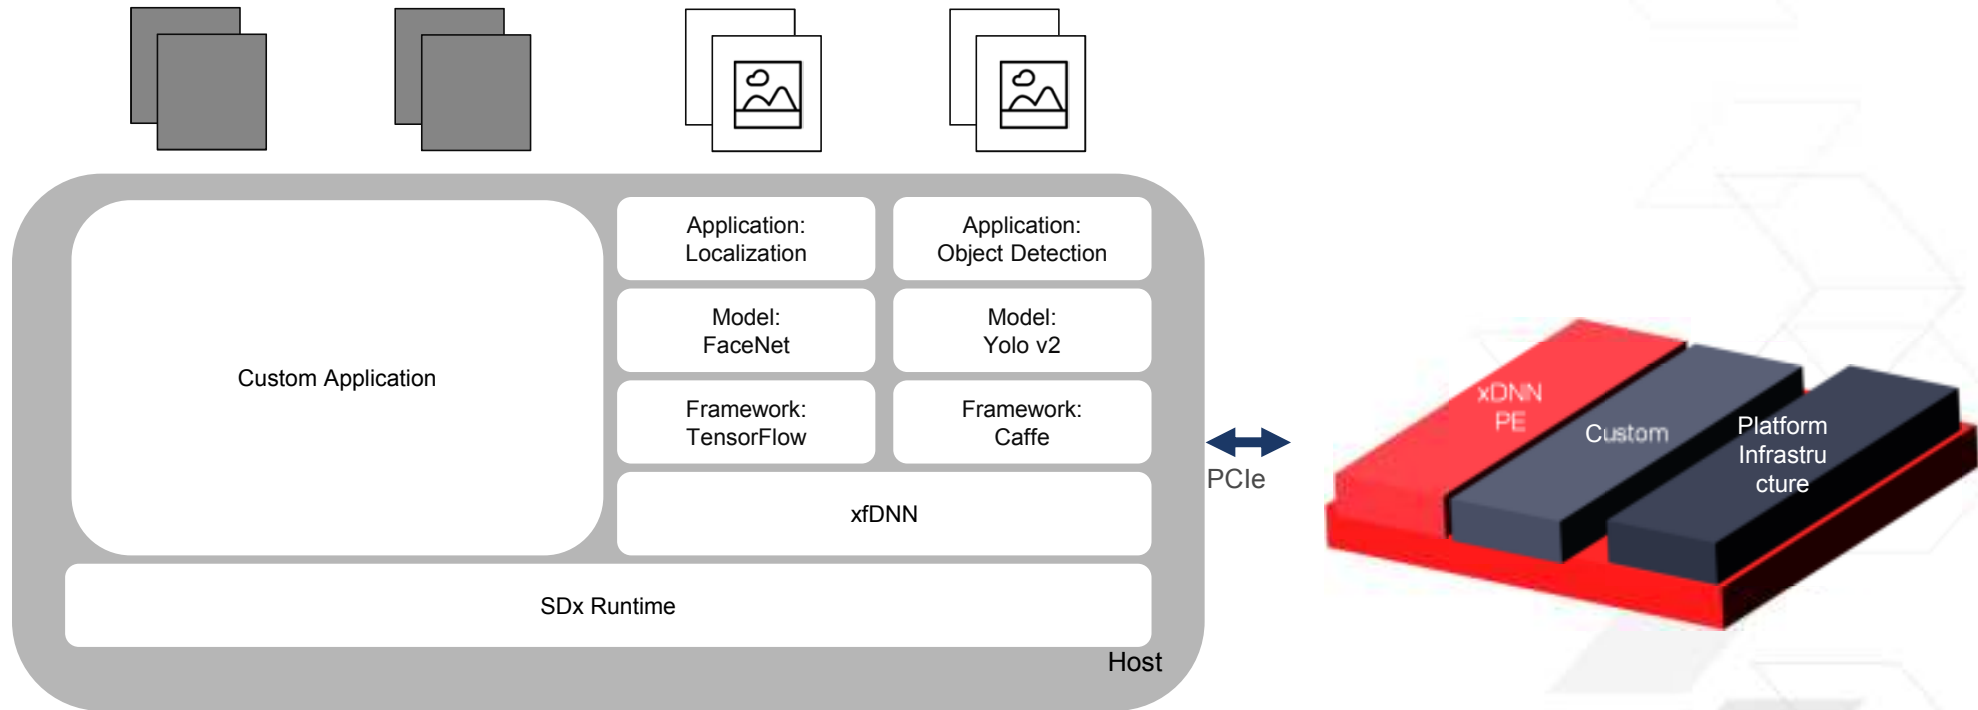 Application:
Localization
Application:
Object Detection
Model:
FaceNet
Model:
Yolo v2
Custom Application
Framework:
TensorFlow
Framework:
Caffe
xfDNN
SDx Runtime
Host
PCIe
xDNN
PE
Custom
Platform
Infrastru
cture